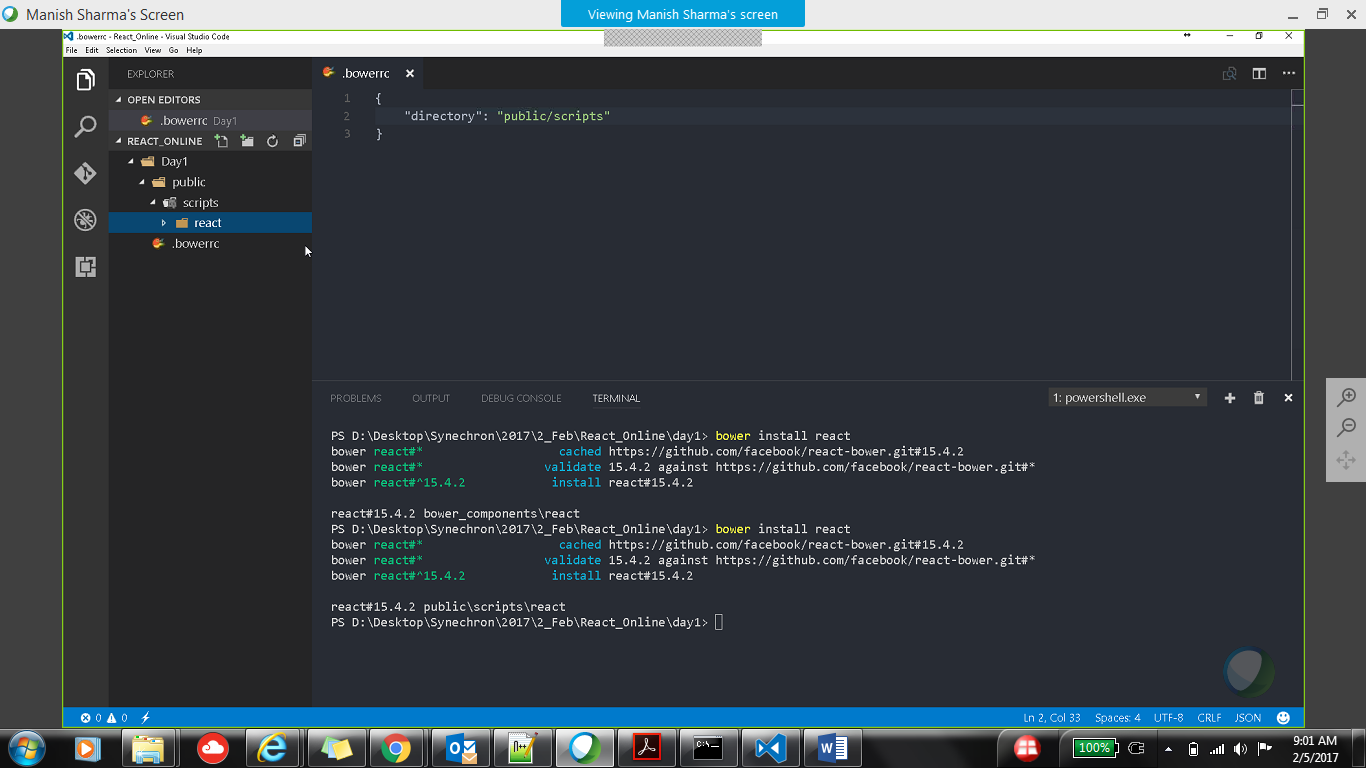 Manish Sharma's Screen
Viewing Manish Sharma's screen
.bowerrc - React_Online - Visual Studio Code
File Edit Selection View Go Help
EXPLORER
OPEN EDITORS
.bowerrc Day1
REACT_ONLINE
Day1
public
scripts
react
.bowerrc
.bowerrc
1 {
2 "directory": "public/scripts"
3 }
PROBLEMS OUTPUT DEBUG CONSOLE TERMINAL 1: powershell.exe
PS D:\Desktop\Synechron\2017\2_Feb\React_Online\day1> bower install react
bower react#* cached https://github.com/facebook/react-bower.git#15.4.2
bower react#* validate 15.4.2 against https://github.com/facebook/react-bower.git#*
bower react#^15.4.2 install react#15.4.2
react#15.4.2 bower_components\react
PS D:\Desktop\Synechron\2017\2_Feb\React_Online\day1> bower install react
bower react#* cached https://github.com/facebook/react-bower.git#15.4.2
bower react#* validate 15.4.2 against https://github.com/facebook/react-bower.git#*
bower react#^15.4.2 install react#15.4.2
react#15.4.2 public\scripts\react
PS D:\Desktop\Synechron\2017\2_Feb\React_Online\day1>
0 0 Ln 2, Col 33 Spaces: 4 UTF-8 CRLF JSON
100% 9:01 AM
2/5/2017